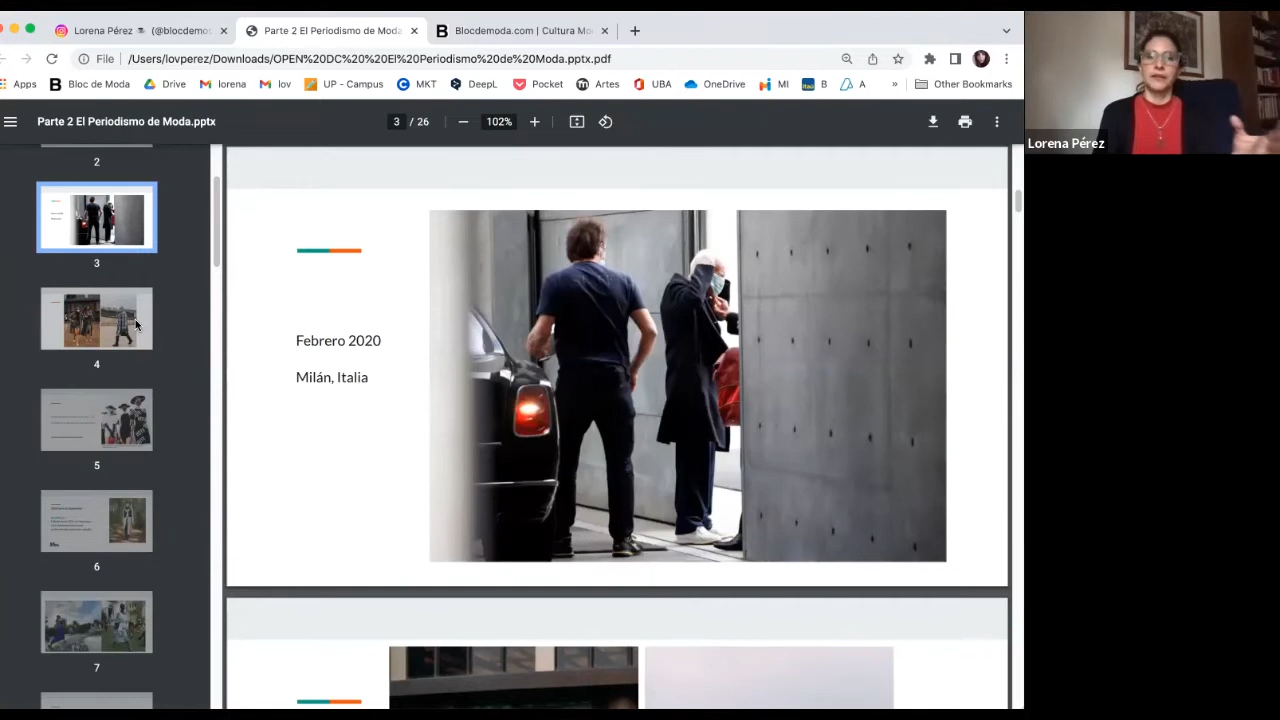 Lorena Pérez (@blocdemo
Parte 2 El Periodismo de Moda.
Blocdemoda.com | Cultura Mo
File
/Users/lovperez/Downloads/OPEN%20DC%20%20El%20Periodismo%20de%20Moda.pptx.pdf
Apps
Bloc de Moda
Drive
lorena
lov
UP - Campus
MKT
DeepL
Pocket
Artes
UBA
OneDrive
MI
B
A
»
Other Bookmarks
Parte 2 El Periodismo de Moda.pptx
3 / 26
102%
Lorena Pérez
2
3
4
5
6
7
Febrero 2020
Milán, Italia